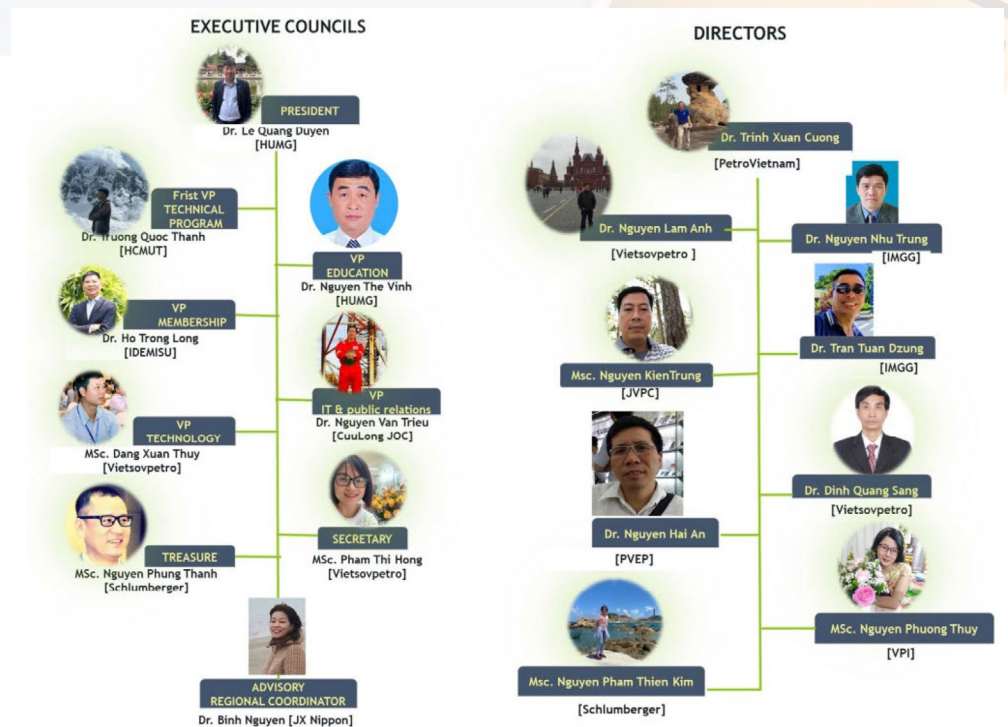 EXECUTIVE COUNCILS
PRESIDENT
Dr. Le Quang Duyen
[HUMG]
Frist VP
TECHNICAL
PROGRAM
Dr. Truong Quoc Thanh
[HCMUT]
VP
EDUCATION
Dr. Nguyen The Vinh
[HUMG]
VP
MEMBERSHIP
Dr. Ho Trong Long
[IDEMISU]
VP
IT & public relations
Dr. Nguyen Van Trieu
[CuuLong JOC]
VP
TECHNOLOGY
MSc. Dang Xuan Thuy
[Vietsovpetro]
SECRETARY
MSc. Pham Thi Hong
[Vietsovpetro]
TREASURE
MSc. Nguyen Phung Thanh
[Schlumberger]
ADVISORY
REGIONAL COORDINATOR
Dr. Binh Nguyen [JX Nippon]
DIRECTORS
Dr. Trinh Xuan Cuong
[PetroVietnam]
Dr. Nguyen Lam Anh
[Vietsovpetro ]
Dr. Nguyen Nhu Trung
[IMGG]
Dr. Tran Tuan Dzung
[IMGG]
Msc. Nguyen KienTrung
[JVPC]
Dr. Dinh Quang Sang
[Vietsovpetro]
Dr. Nguyen Hai An
[PVEP]
MSc. Nguyen Phuong Thuy
[VPI]
Msc. Nguyen Pham Thien Kim
[Schlumberger]